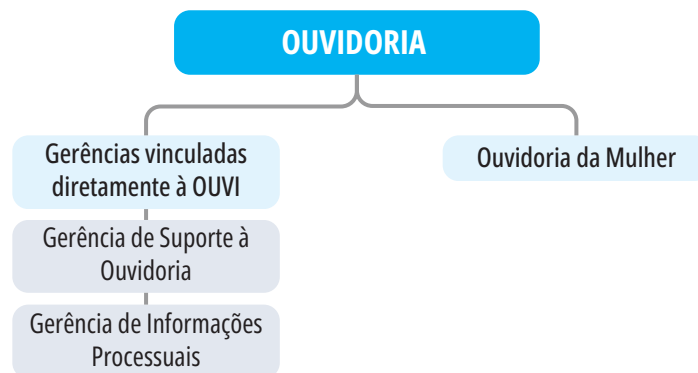 OUVIDORIA
Gerências vinculadas
diretamente à OUVI
Ouvidoria da Mulher
Gerência de Suporte à
Ouvidoria
Gerência de Informações
Processuais